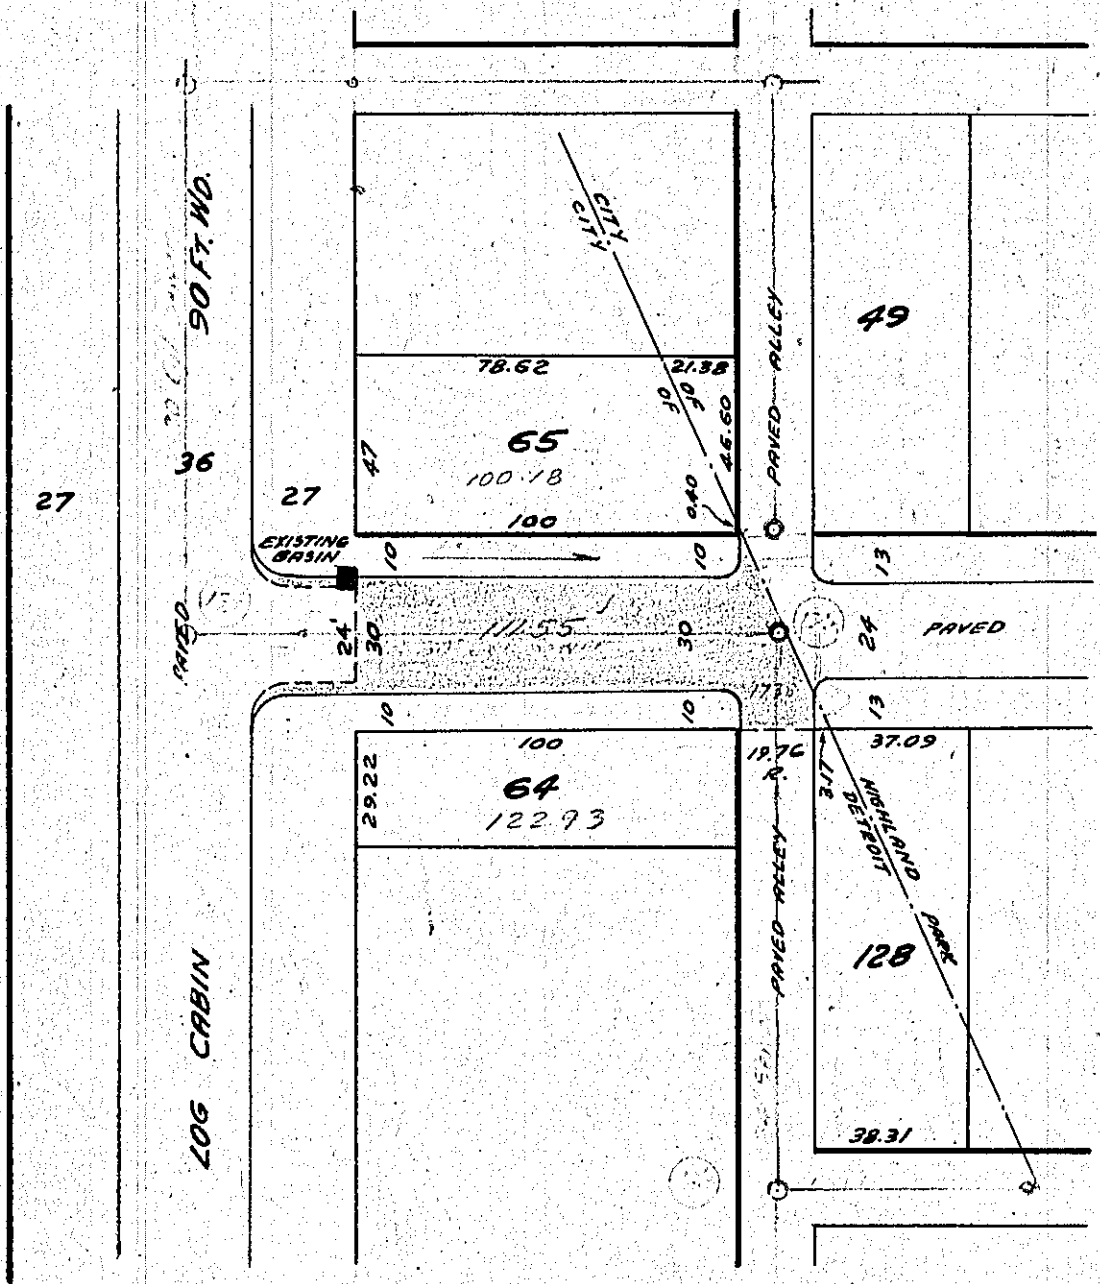 90 FT. WD.
CITY
CITY
OF
OF
PAVED ALLEY
49
78.62
21.38
46.60
65
100.18
47
0.40
100
36
27
27
EXISTING
BASIN
10
10
13
PAVED
24'
30
111.55
30
24
PAVED
17.36
10
10
13
100
19.76
R.
3.17
37.09
64
122.93
29.22
HIGHLAND PARK
DETROIT
PAVED ALLEY
128
LOG CABIN
38.31